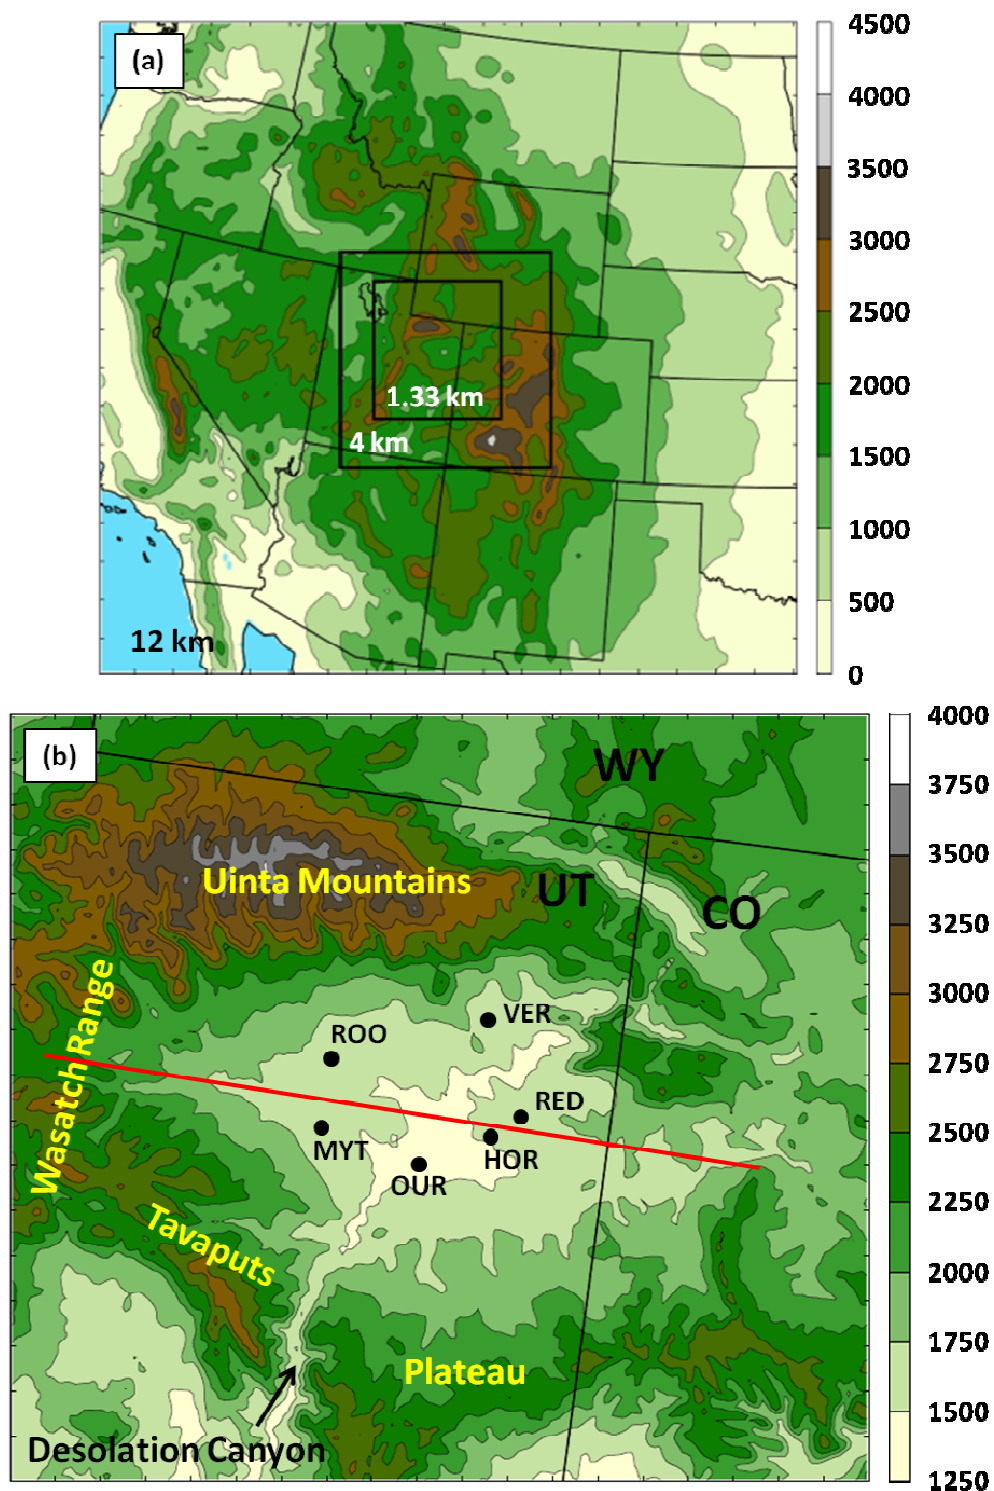 (a)
1.33 km
4 km
12 km
4500
4000
3500
3000
2500
2000
1500
1000
500
0
(b)
WY
Uinta Mountains
UT
CO
Wasatch Range
ROO
VER
RED
MYT
HOR
OUR
Tavaputs
Plateau
Desolation Canyon
4000
3750
3500
3250
3000
2750
2500
2250
2000
1750
1500
1250